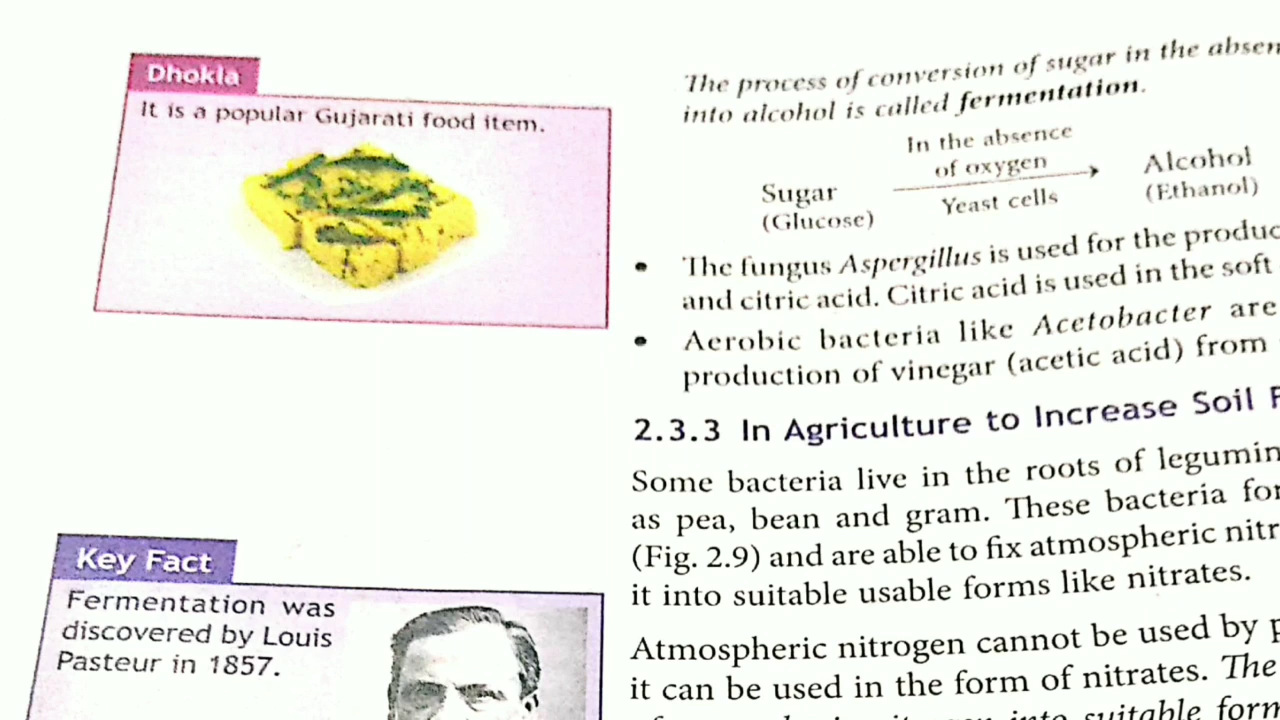 Dhokla
It is a popular Gujarati food item.
The process of conversion of sugar in the
into alcohol is called fermentation.
In the absence
of oxygen
Sugar
(Glucose)
Yeast cells
Alcohol
(Ethanol)
• The fungus Aspergillus is used for the
and citric acid. Citric acid is used in the soft
• Aerobic bacteria like Acetobacter are
production of vinegar (acetic acid) from
2.3.3 In Agriculture to Increase Soil
Some bacteria live in the roots of
as pea, bean and gram. These bacteria
(Fig. 2.9) and are able to fix atmospheric
it into suitable usable forms like nitrates.
Atmospheric nitrogen cannot be used by
it can be used in the form of nitrates. The
into suitable
Key Fact
Fermentation was
discovered by Louis
Pasteur in 1857.